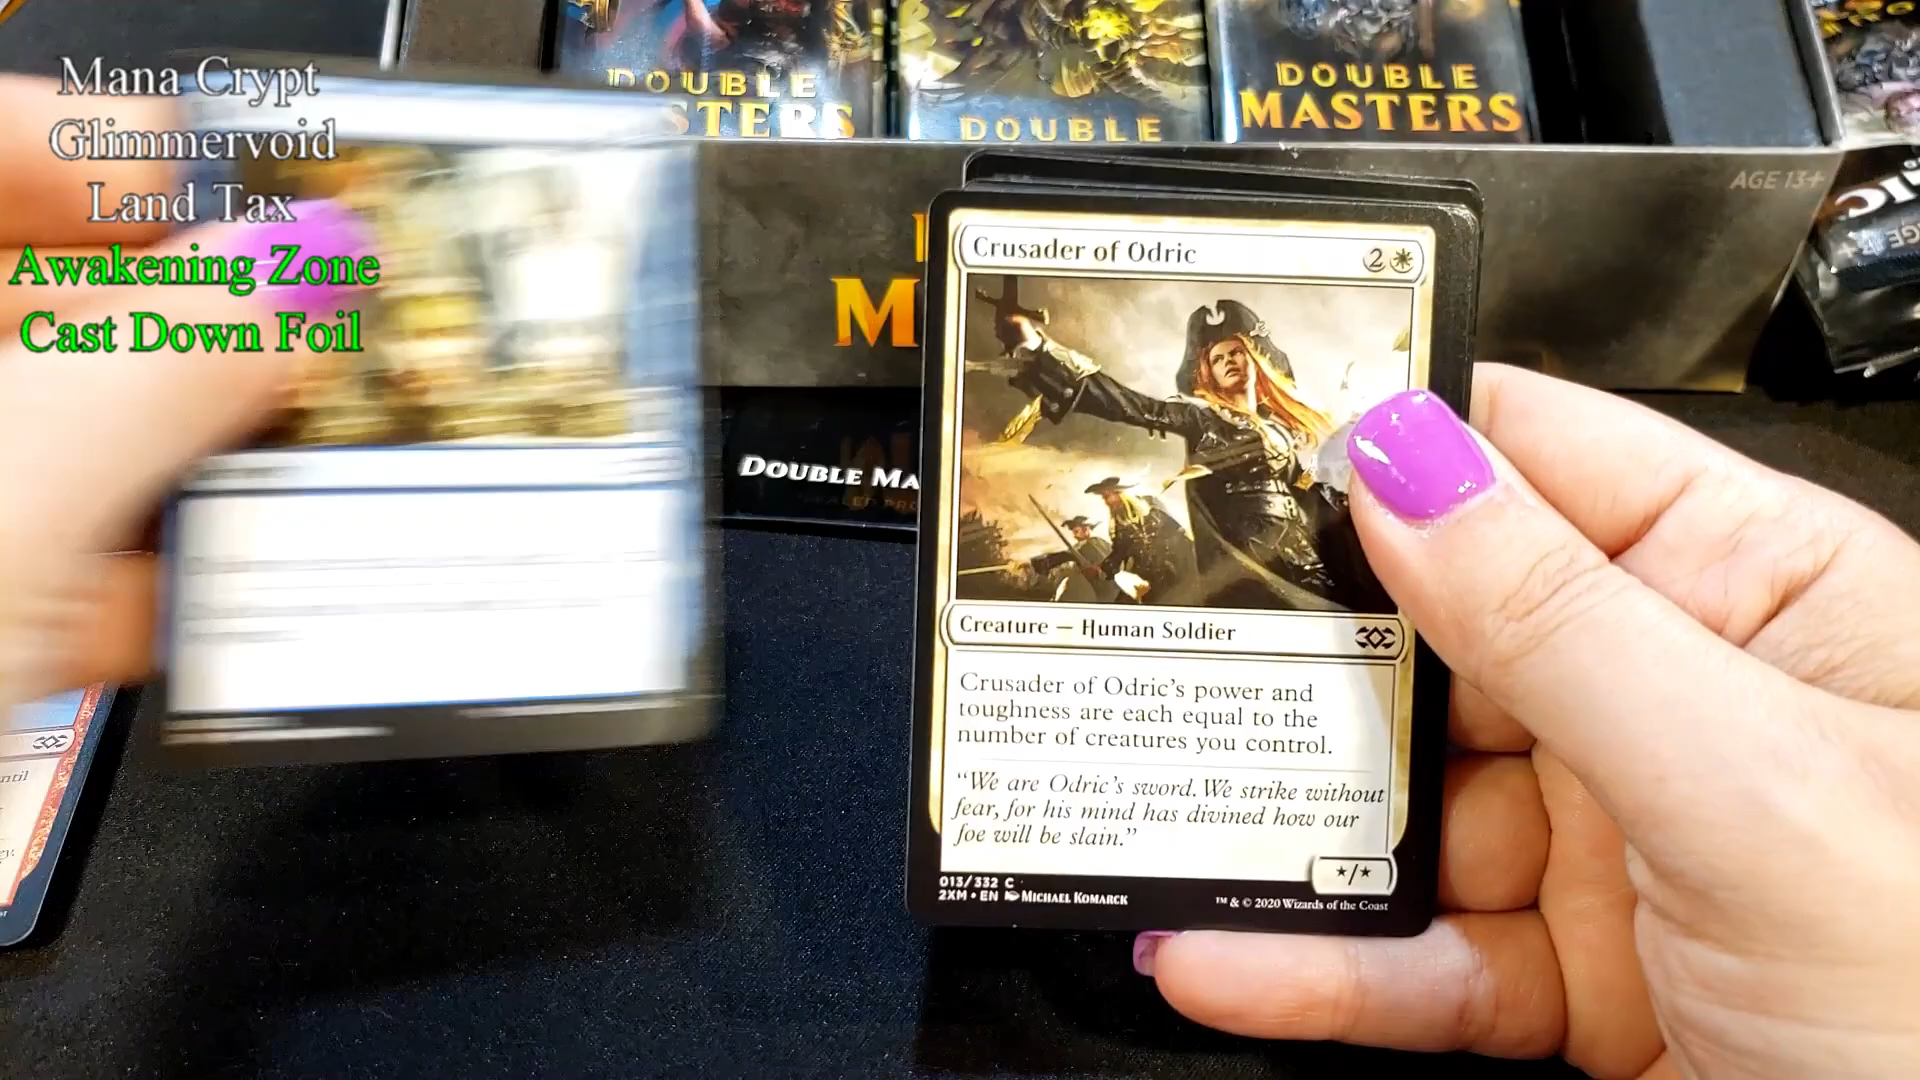 Mana Crypt
Glimmervoid
Land Tax
Awakening Zone
Cast Down Foil
DOUBLE
MASTERS
DOUBLE
DOUBLE
MASTERS
AGE 13+
DOUBLE MA
Crusader of Odric
2
Creature — Human Soldier
Crusader of Odric's power and
toughness are each equal to the
number of creatures you control.
“We are Odric's sword. We strike without
fear, for his mind has divined how our
foe will be slain.”
★/★
013/332 C
2XM • EN Michael Komarck
™ & © 2020 Wizards of the Coast